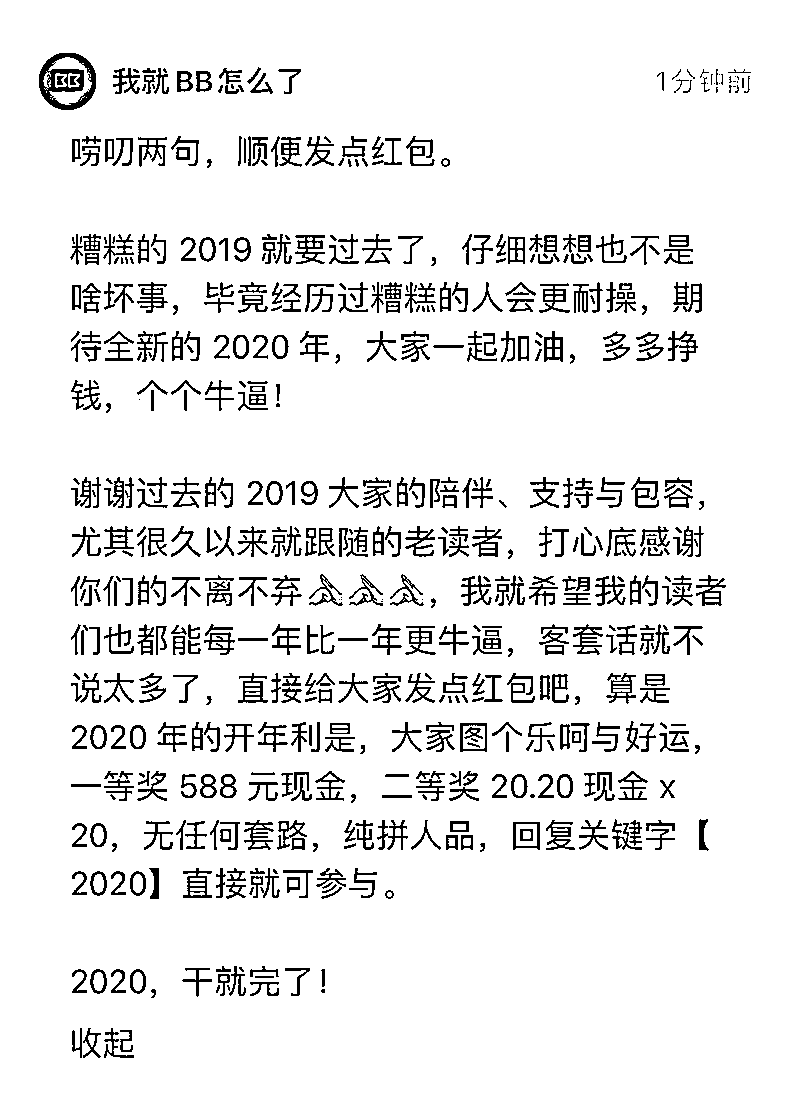 BB 我就BB怎么了 1分钟前
唠叨两句，顺便发点红包。
糟糕的 2019 就要过去了，仔细想想也不是
啥坏事，毕竟经历过糟糕的人会更耐操，期
待全新的 2020 年，大家一起加油，多多挣
钱，个个牛逼！
谢谢过去的 2019 大家的陪伴、支持与包容，
尤其很久以来就跟随的老读者，打心底感谢
你们的不离不弃🙏🙏🙏，我就希望我的读者
们也都能每一年比一年更牛逼，客套话就不
说太多了，直接给大家发点红包吧，算是
2020 年的开年利是，大家图个乐呵与好运，
一等奖 588 元现金，二等奖 20.20 现金 x
20，无任何套路，纯拼人品，回复关键字【
2020】直接就可参与。
2020，干就完了！
收起